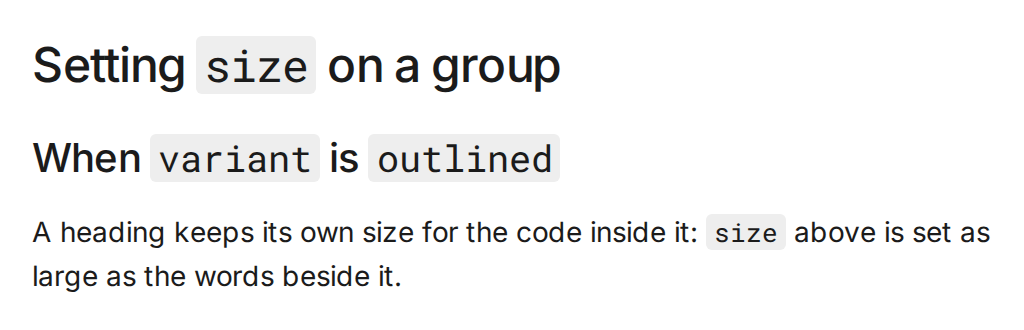 Setting size on a group
When variant is outlined
A heading keeps its own size for the code inside it: size above is set as
large as the words beside it.